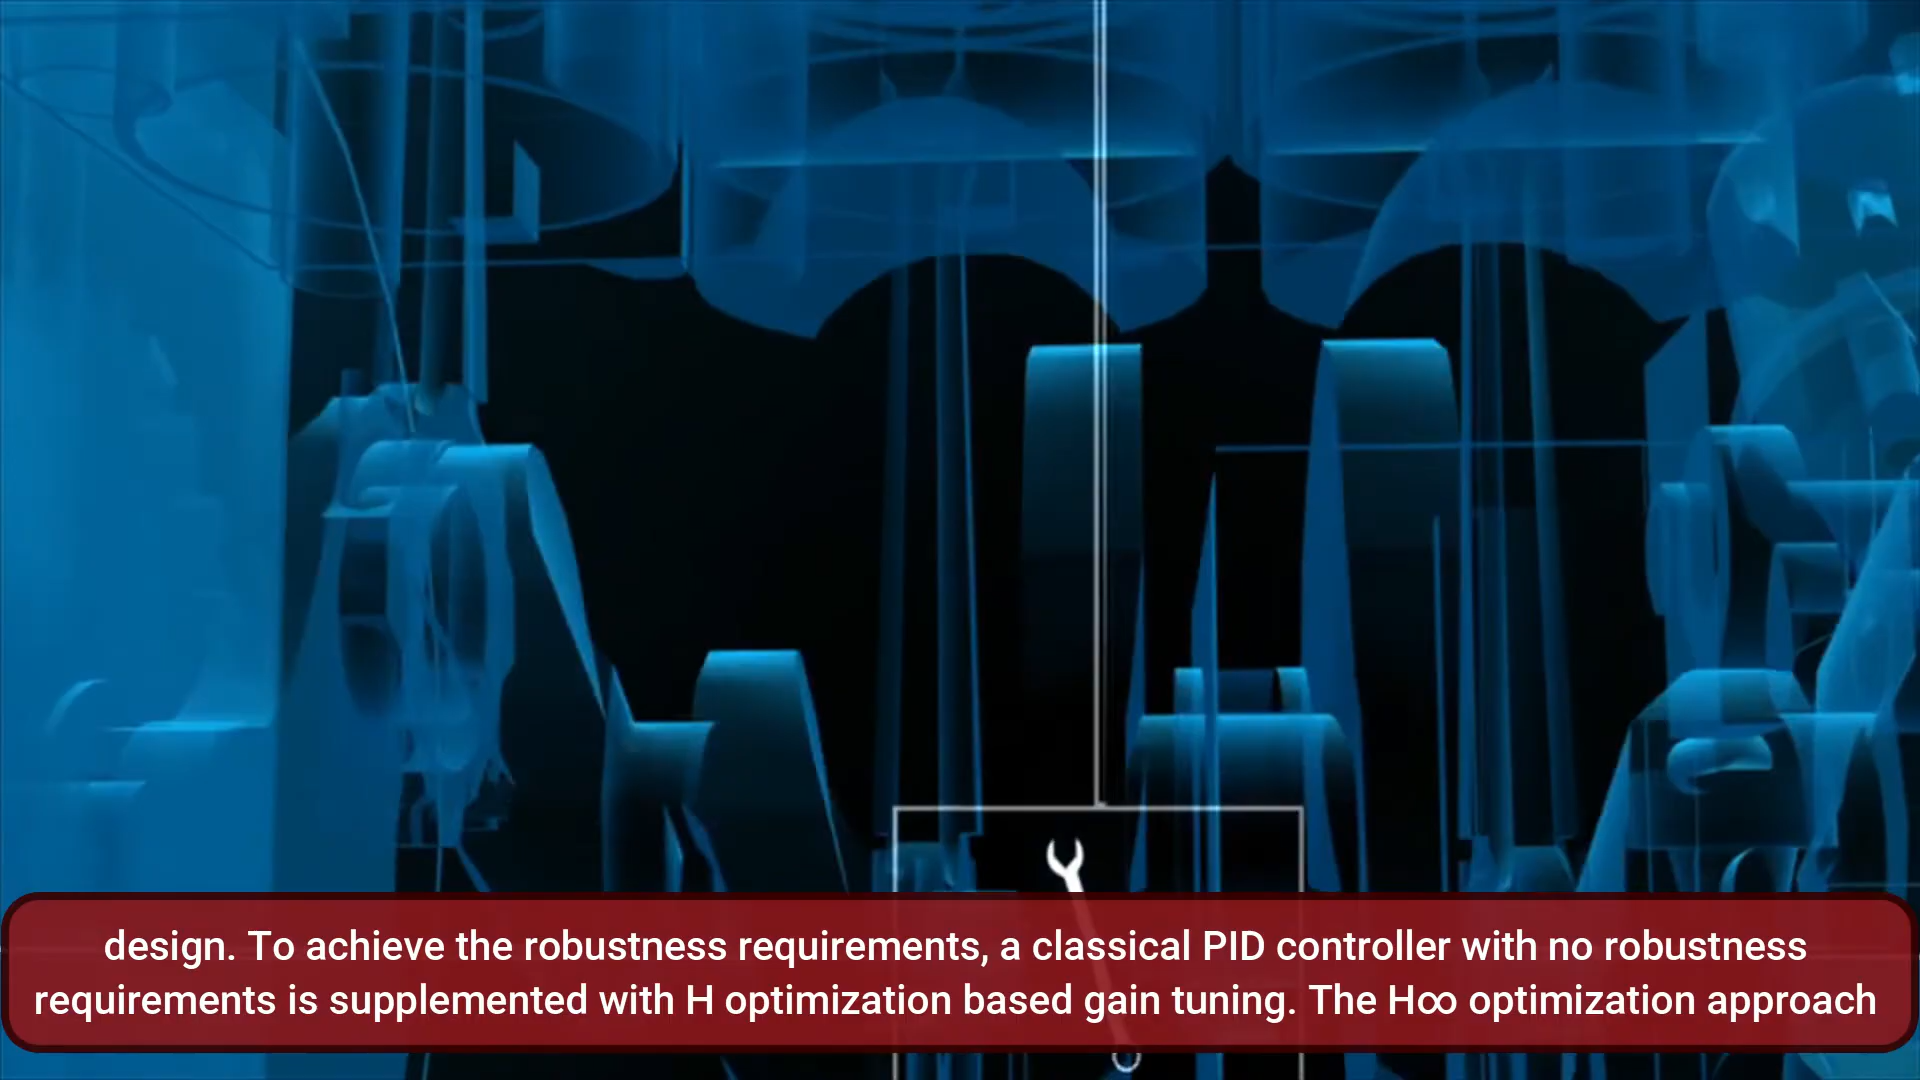 design. To achieve the robustness requirements, a classical PID controller with no robustness
requirements is supplemented with H optimization based gain tuning. The H∞ optimization approach